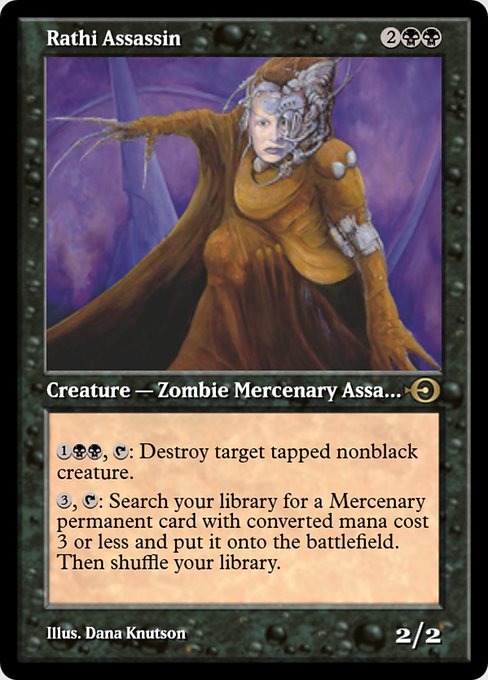 Rathi Assassin 2
Creature — Zombie Mercenary Assa...
1, : Destroy target tapped nonblack
creature.
3, : Search your library for a Mercenary
permanent card with converted mana cost
3 or less and put it onto the battlefield.
Then shuffle your library.
Illus. Dana Knutson 2/2